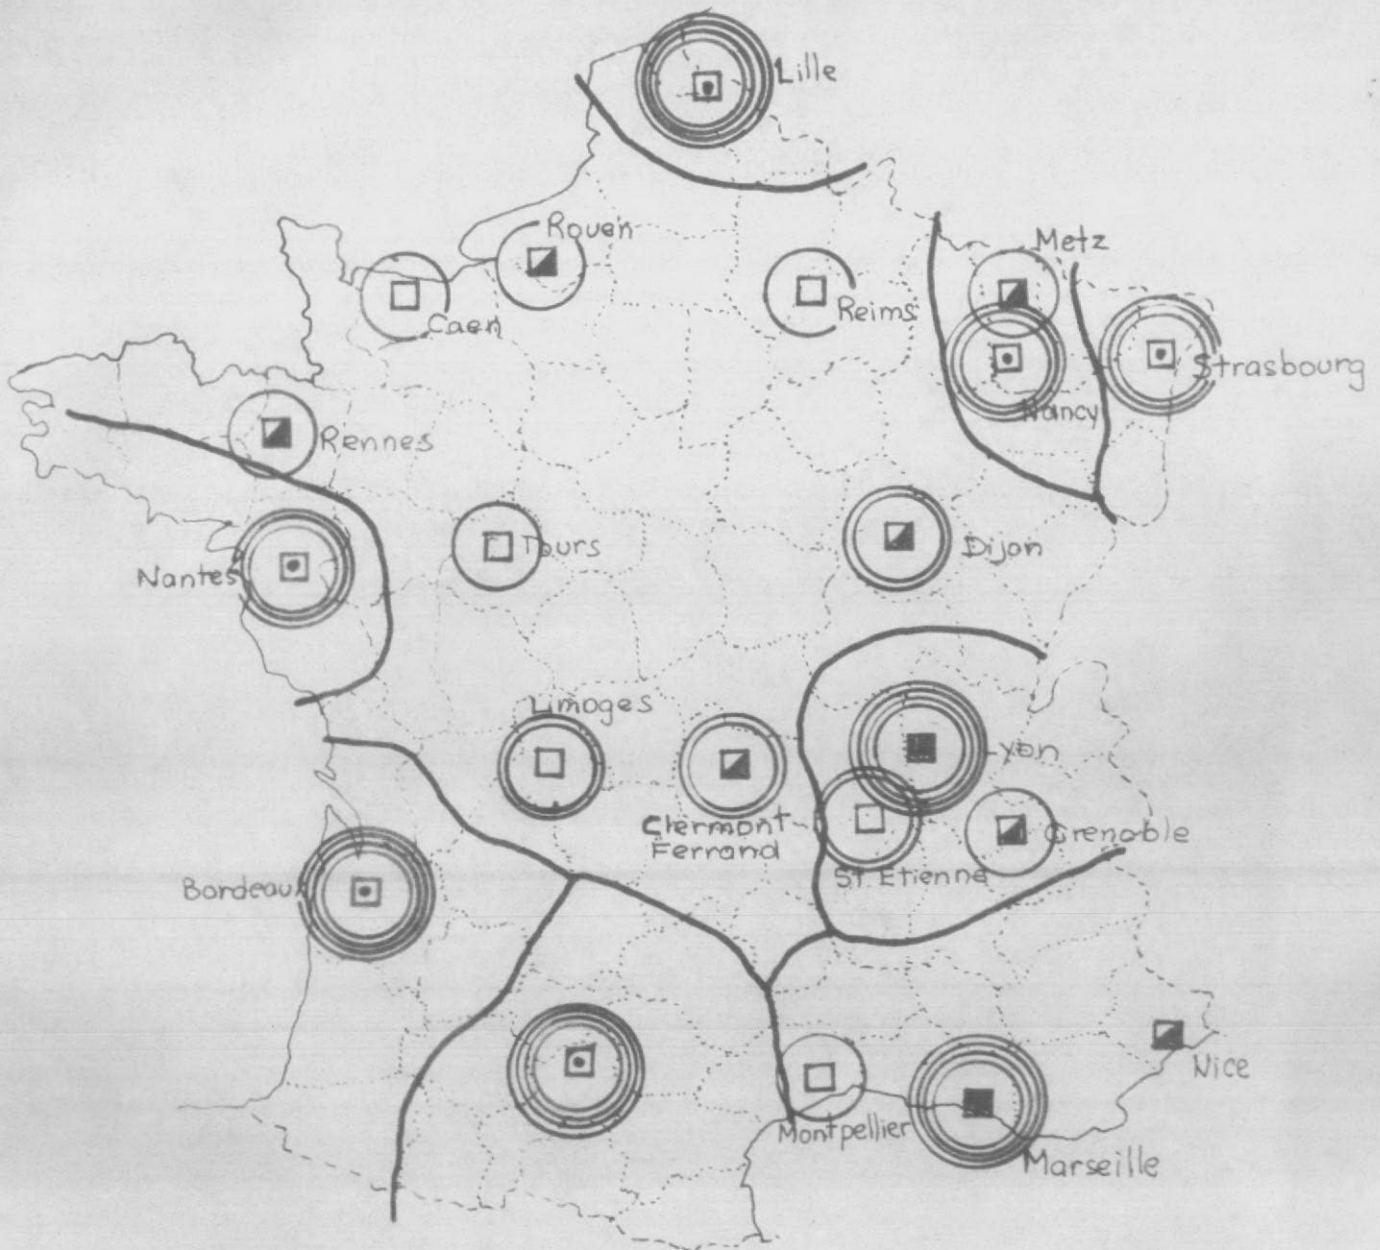 Lille
Rouen
Metz
Caen
Reims
Strasbourg
Nancy
Rennes
Tours
Dijon
Nantes
Limoges
Lyon
Clermont
Ferrand
Grenoble
St Etienne
Bordeau
Nice
Montpellier
Marseille